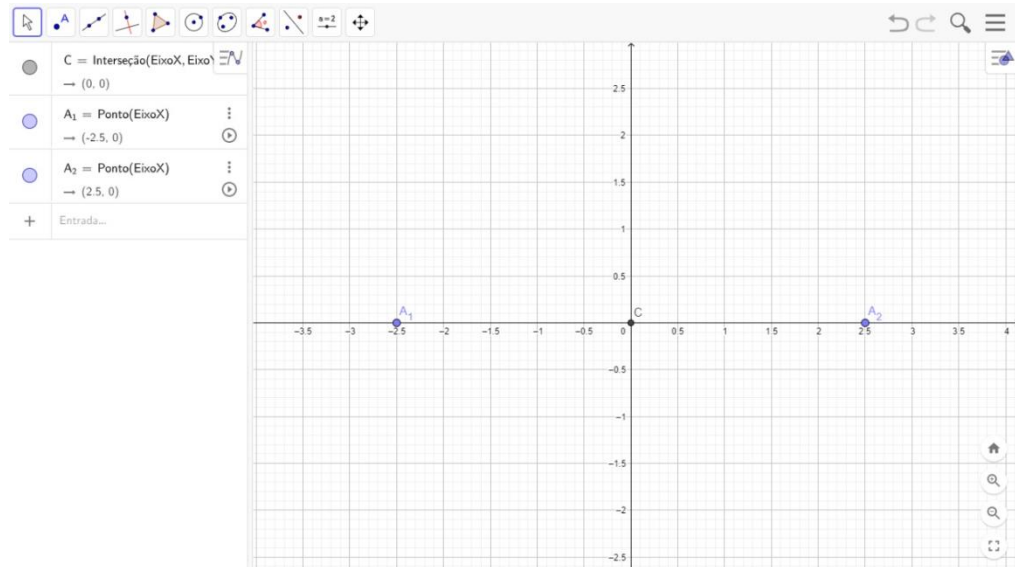 A
a=2
C = Interseção(EixoX, EixoY
→ (0, 0)
A₁ = Ponto(EixoX)
→ (-2.5, 0)
A₂ = Ponto(EixoX)
→ (2.5, 0)
+ Entrada...
2.5
2
1.5
1
0.5
A₁ C A₂
−3.5 −3 −2.5 −2 −1.5 −1 −0.5 0 0.5 1 1.5 2 2.5 3 3.5 4
−0.5
−1
−1.5
−2
−2.5